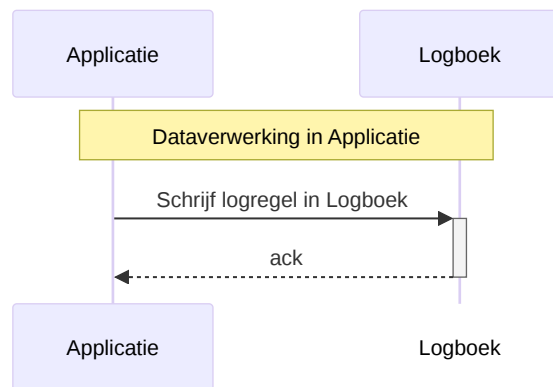 Applicatie
Logboek
Dataverwerking in Applicatie
Schrijf logregel in Logboek
ack
Applicatie
Logboek